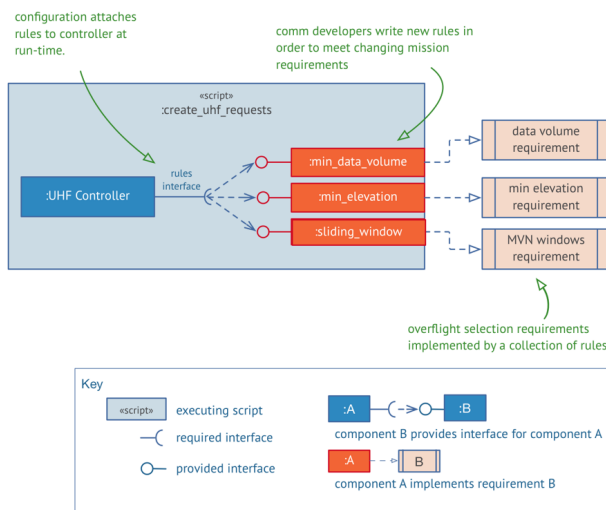 configuration attaches
rules to controller at
run-time.
comm developers write new rules in
order to meet changing mission
requirements
«script»
:create_uhf_requests
rules
interface
:UHF Controller
:min_data_volume
:min_elevation
:sliding_window
data volume
requirement
min elevation
requirement
MVN windows
requirement
overflight selection requirements
implemented by a collection of rules
Key
«script»
executing script
required interface
provided interface
:A
:B
component B provides interface for component A
:A
B
component A implements requirement B